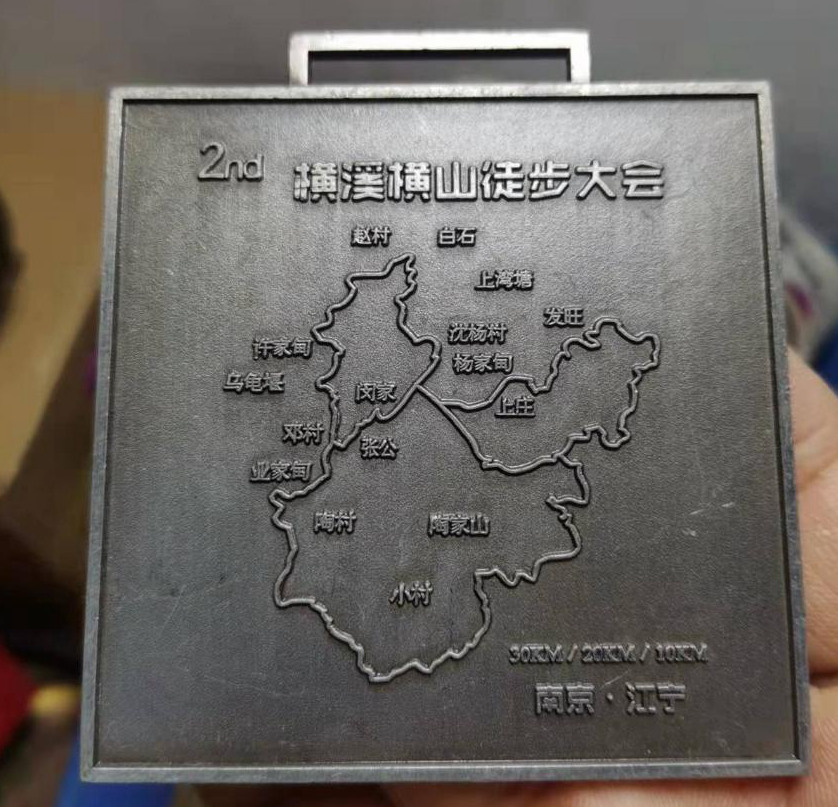 2nd 横溪横山徒步大会
赵村 白石
上湾塘
发旺
沈杨村
许家甸 杨家甸
乌龟堰 闵家
上庄
邓村 张公
业家甸
陶村 陶家山
小村
30KM / 20KM / 10KM
南京·江宁